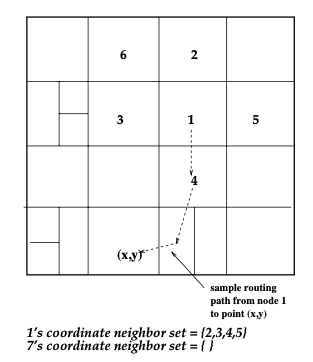 6 2
3 1 5
4
(x,y)
sample routing
path from node 1
to point (x,y)
1's coordinate neighbor set = {2,3,4,5}
7's coordinate neighbor set = { }